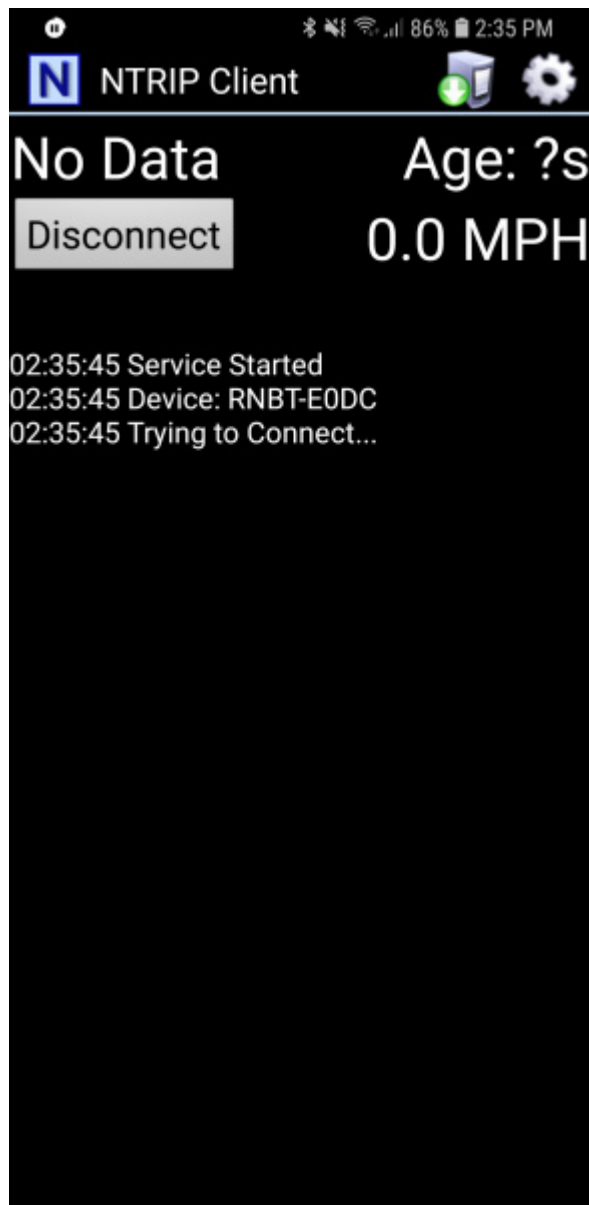 86% 2:35 PM
N NTRIP Client
No Data Age: ?s
Disconnect 0.0 MPH
02:35:45 Service Started
02:35:45 Device: RNBT-E0DC
02:35:45 Trying to Connect...